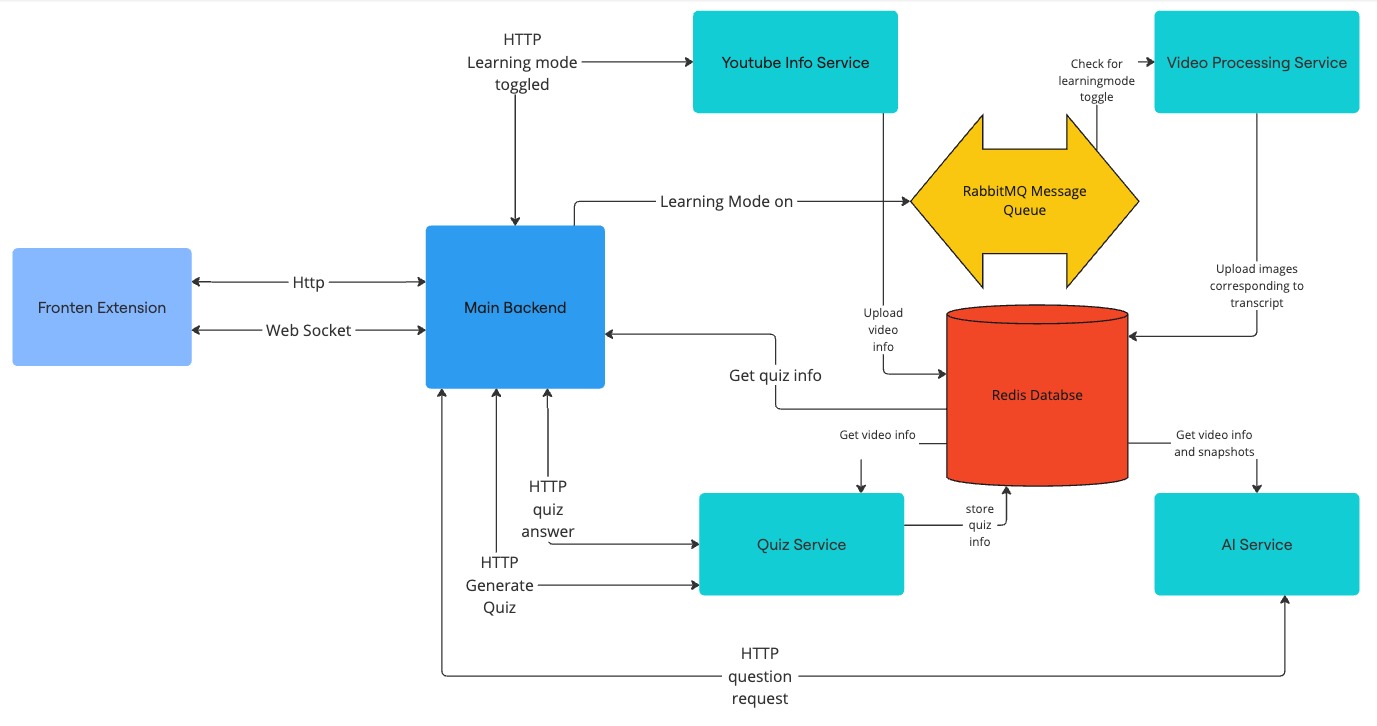 HTTP
Learning mode
toggled
Youtube Info Service
Check for
learningmode
toggle
Video Processing Service
RabbitMQ Message
Queue
Learning Mode on
Fronten Extension
Http
Web Socket
Main Backend
Upload
video
info
Upload images
corresponding to
transcript
Get quiz info
Redis Databse
Get video info
Get video info
and snapshots
HTTP
quiz
answer
HTTP
Generate
Quiz
Quiz Service
store
quiz
info
AI Service
HTTP
question
request